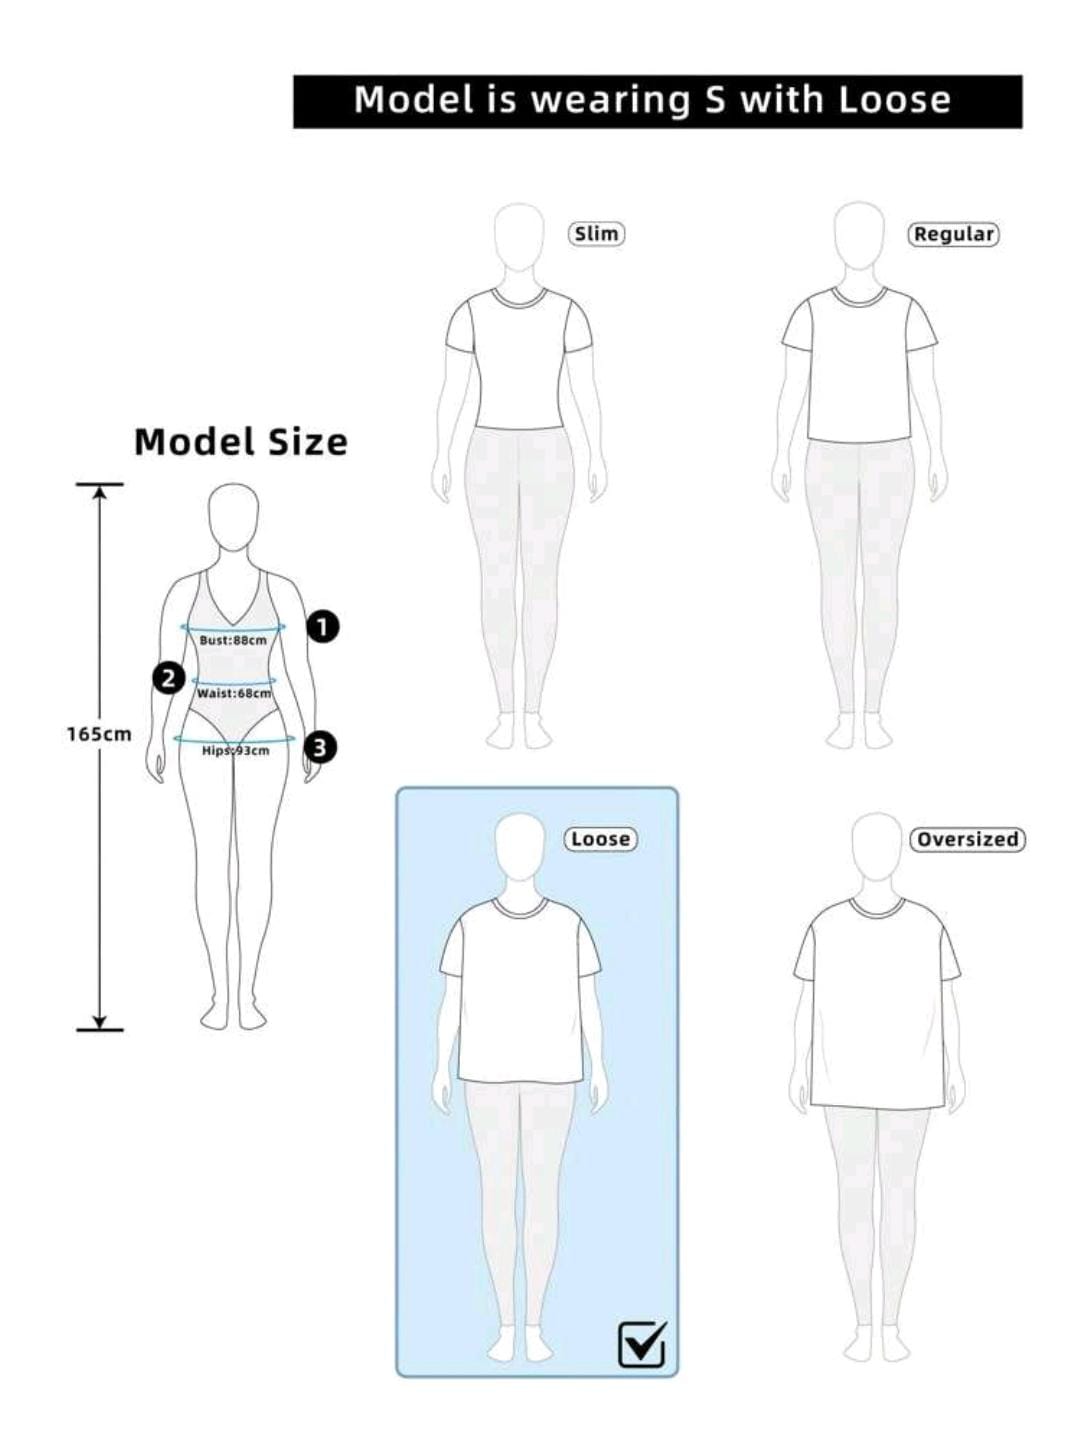 Model is wearing S with Loose
Slim
Regular
Model Size
1
Bust:88cm
2
Waist:68cm
165cm
3
Hips:93cm
Loose
Oversized